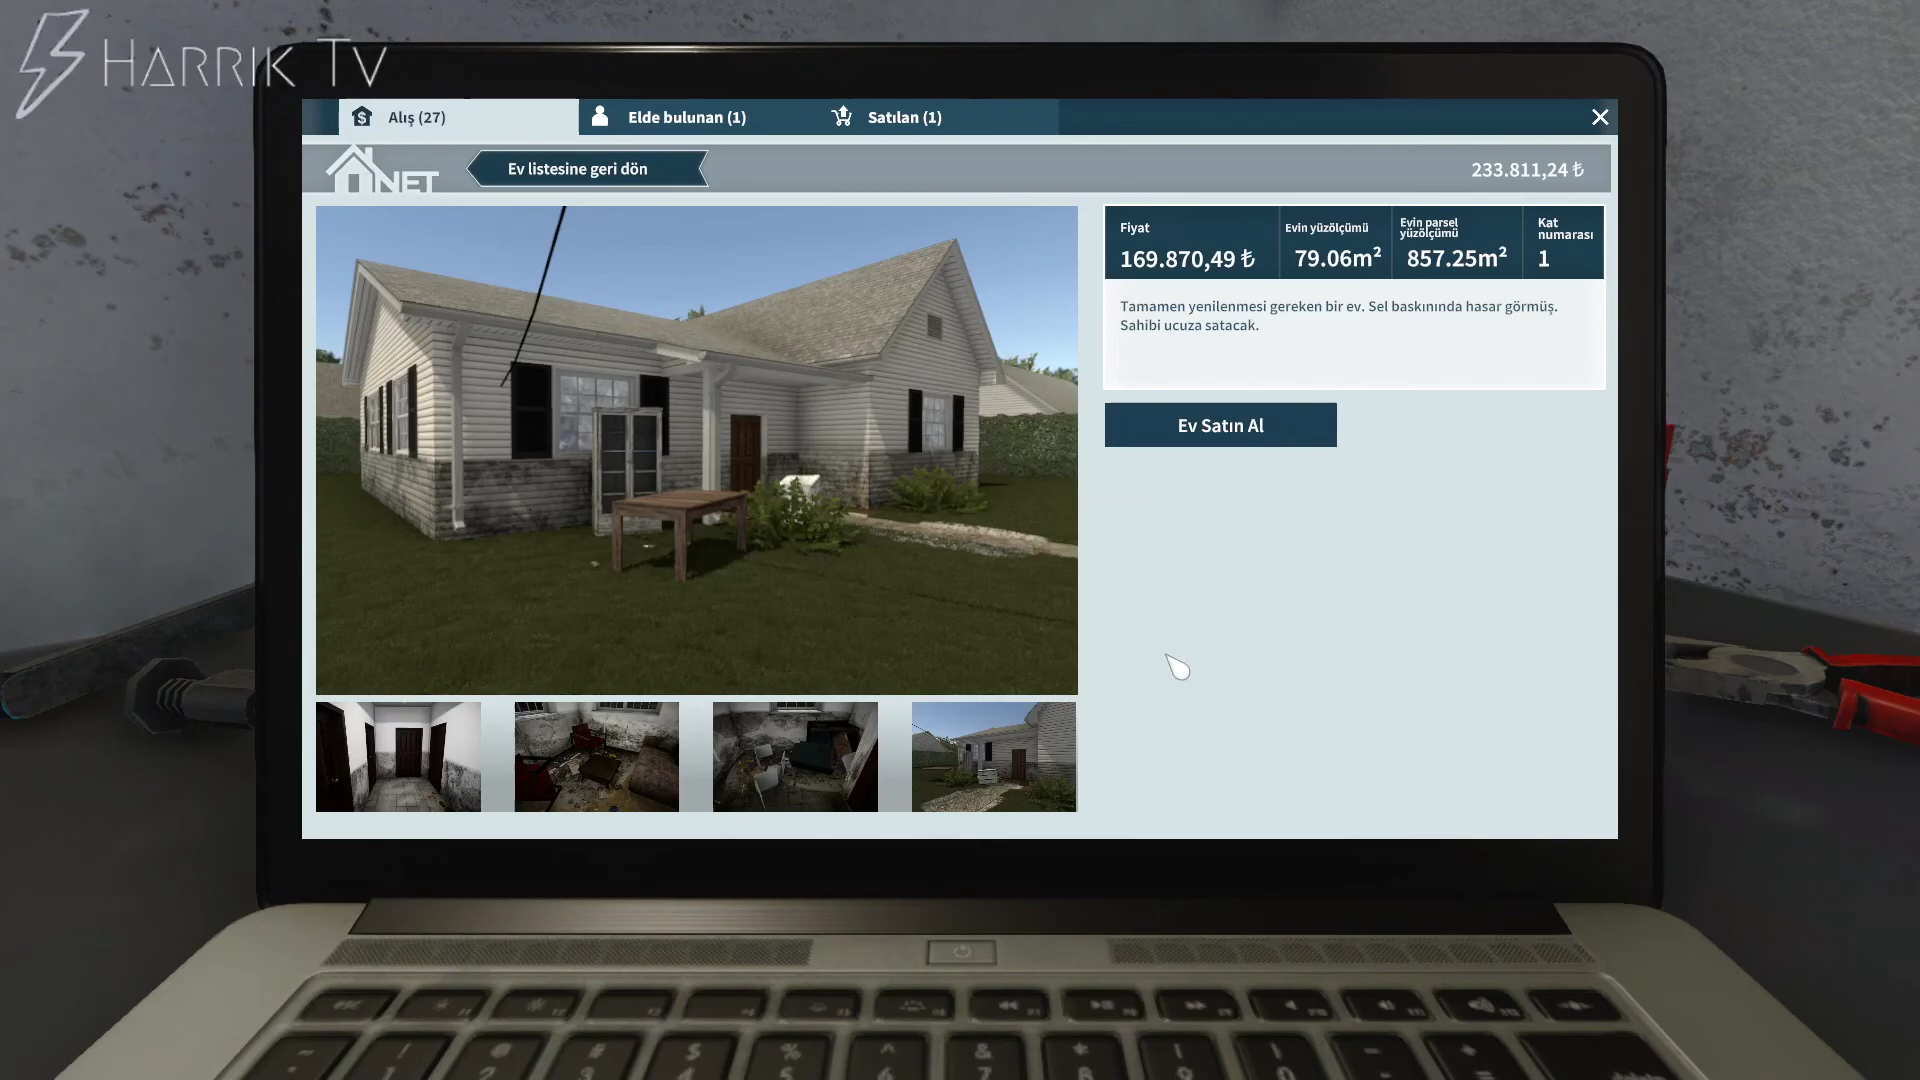 HARRIK TV
Alış (27)
Elde bulunan (1)
Satılan (1)
NET
Ev listesine geri dön
233.811,24 ₺
Fiyat
169.870,49 ₺
Evin yüzölçümü
79.06m²
Evin parsel
yüzölçümü
857.25m²
Kat
numarası
1
Tamamen yenilenmesi gereken bir ev. Sel baskınında hasar görmüş.
Sahibi ucuza satacak.
Ev Satın Al